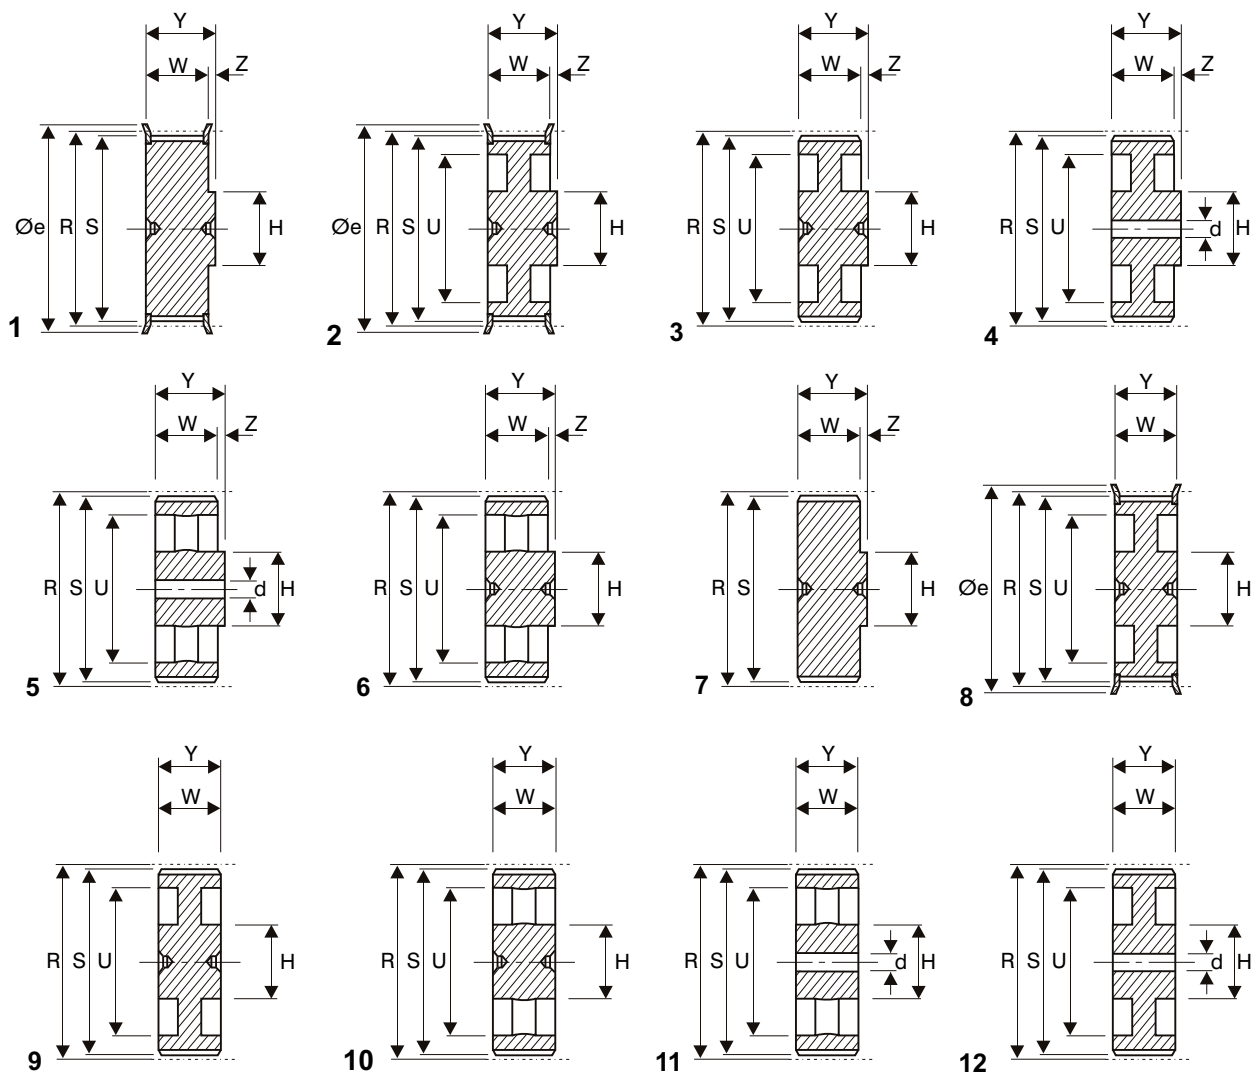 Y Y Y Y
W Z W Z W Z W Z
Øe R S H Øe R S U H R S U H R S U d H
1 2 3 4
Y Y Y Y
W Z W Z W Z W
R S U d H R S U H R S H Øe R S U H
5 6 7 8
Y Y Y Y
W W W W
R S U H R S U H R S U d H R S U d H
9 10 11 12